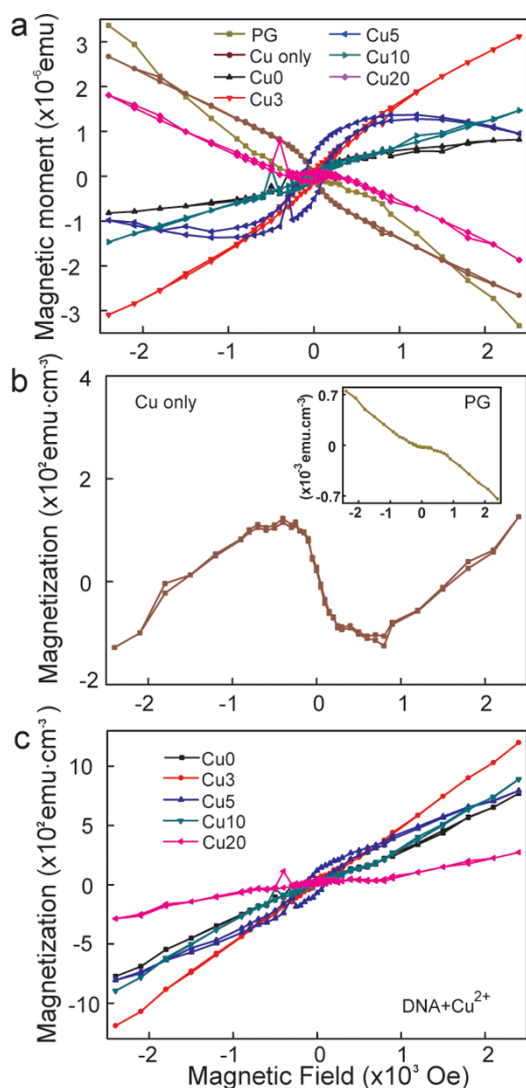 a
PG
Cu only
Cu0
Cu3
Cu5
Cu10
Cu20
Magnetic moment (x10⁻⁶emu)
3
2
1
0
-1
-2
-3
-2 -1 0 1 2
b
Cu only
PG
(x10⁻³emu.cm⁻³)
0.7
0
-0.7
-2 -1 0 1 2
Magnetization (x10²emu·cm⁻³)
4
2
0
-2
-2 -1 0 1 2
c
Cu0
Cu3
Cu5
Cu10
Cu20
Magnetization (x10²emu·cm⁻³)
10
5
0
-5
-10
DNA+Cu²⁺
-2 -1 0 1 2
Magnetic Field (x10³ Oe)